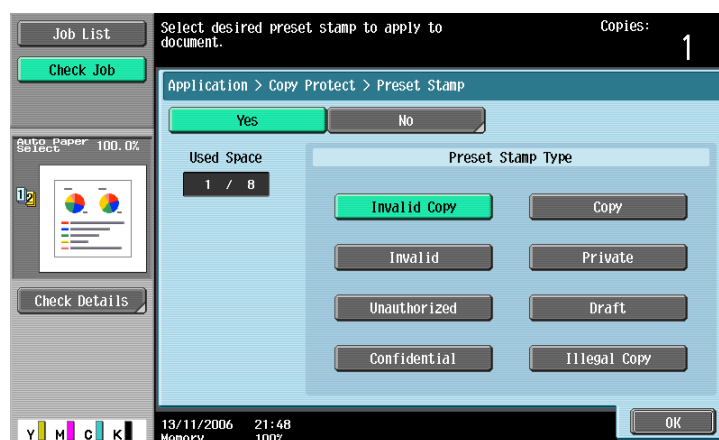 Job List
Select desired preset stamp to apply to
document.
Copies:
1
Check Job
Application > Copy Protect > Preset Stamp
Yes
No
Auto Paper
Select
100.0%
Used Space
Preset Stamp Type
1 / 8
1 2
Invalid Copy
Copy
Invalid
Private
Check Details
Unauthorized
Draft
Confidential
Illegal Copy
OK
13/11/2006 21:48
Y M C K
Memory 100%